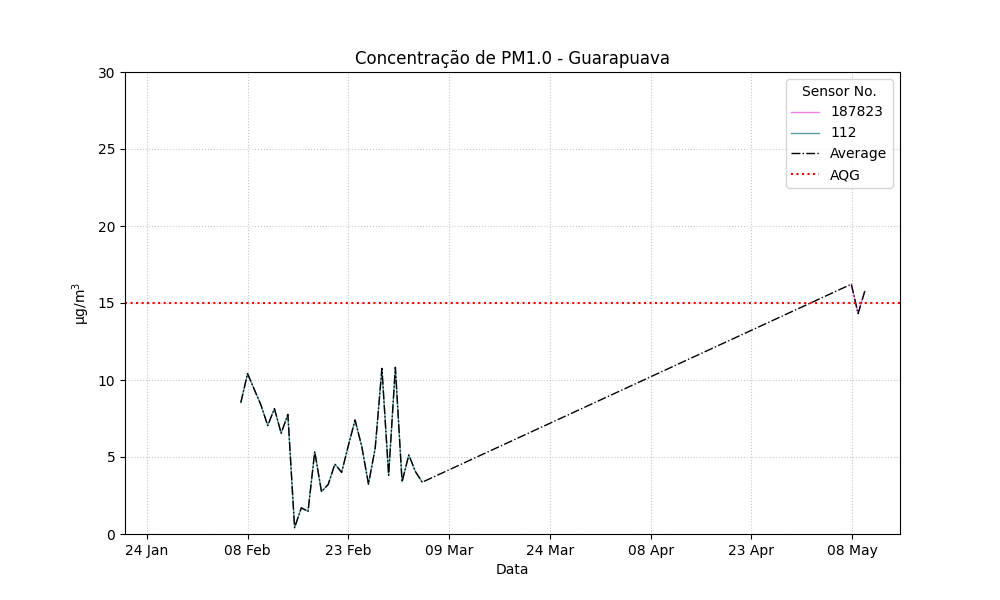 Concentração de PM1.0 - Guarapuava
30
25
20
15
10
5
0
µg/m³
Sensor No.
187823
112
Average
AQG
24 Jan
08 Feb
23 Feb
09 Mar
24 Mar
08 Apr
23 Apr
08 May
Data